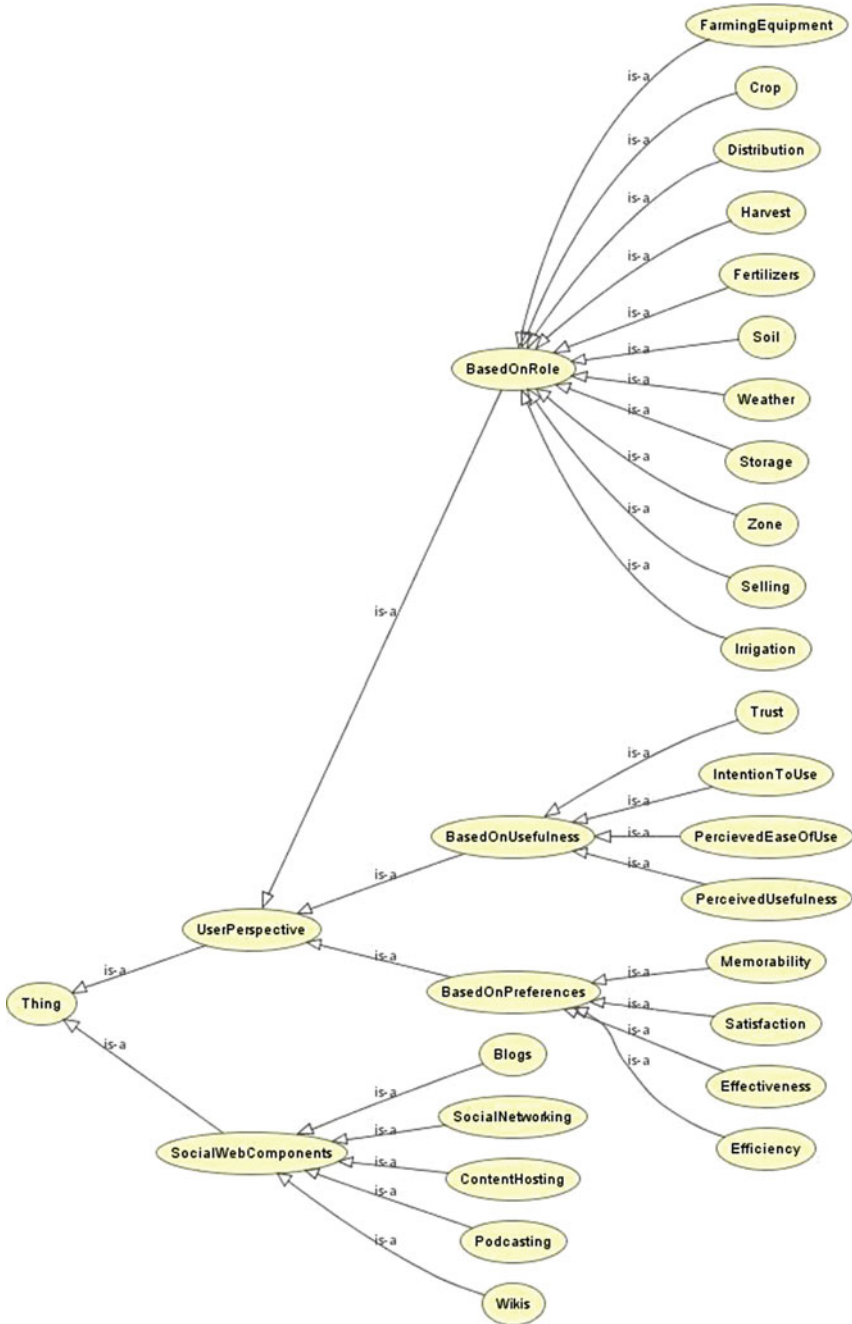 FarmingEquipment
is-a
Crop
is-a
Distribution
is-a
Harvest
is-a
Fertilizers
is-a
Soil
is-a
BasedOnRole
is-a
Weather
is-a
Storage
is-a
Zone
is-a
Selling
is-a
Irrigation
is-a
is-a
Trust
is-a
IntentionToUse
is-a
BasedOnUsefulness
is-a
PercievedEaseOfUse
is-a
PerceivedUsefulness
is-a
UserPerspective
is-a
Memorability
is-a
BasedOnPreferences
is-a
Thing
is-a
Satisfaction
is-a
Effectiveness
is-a
Efficiency
is-a
Blogs
is-a
SocialNetworking
is-a
SocialWebComponents
is-a
ContentHosting
is-a
Podcasting
is-a
Wikis